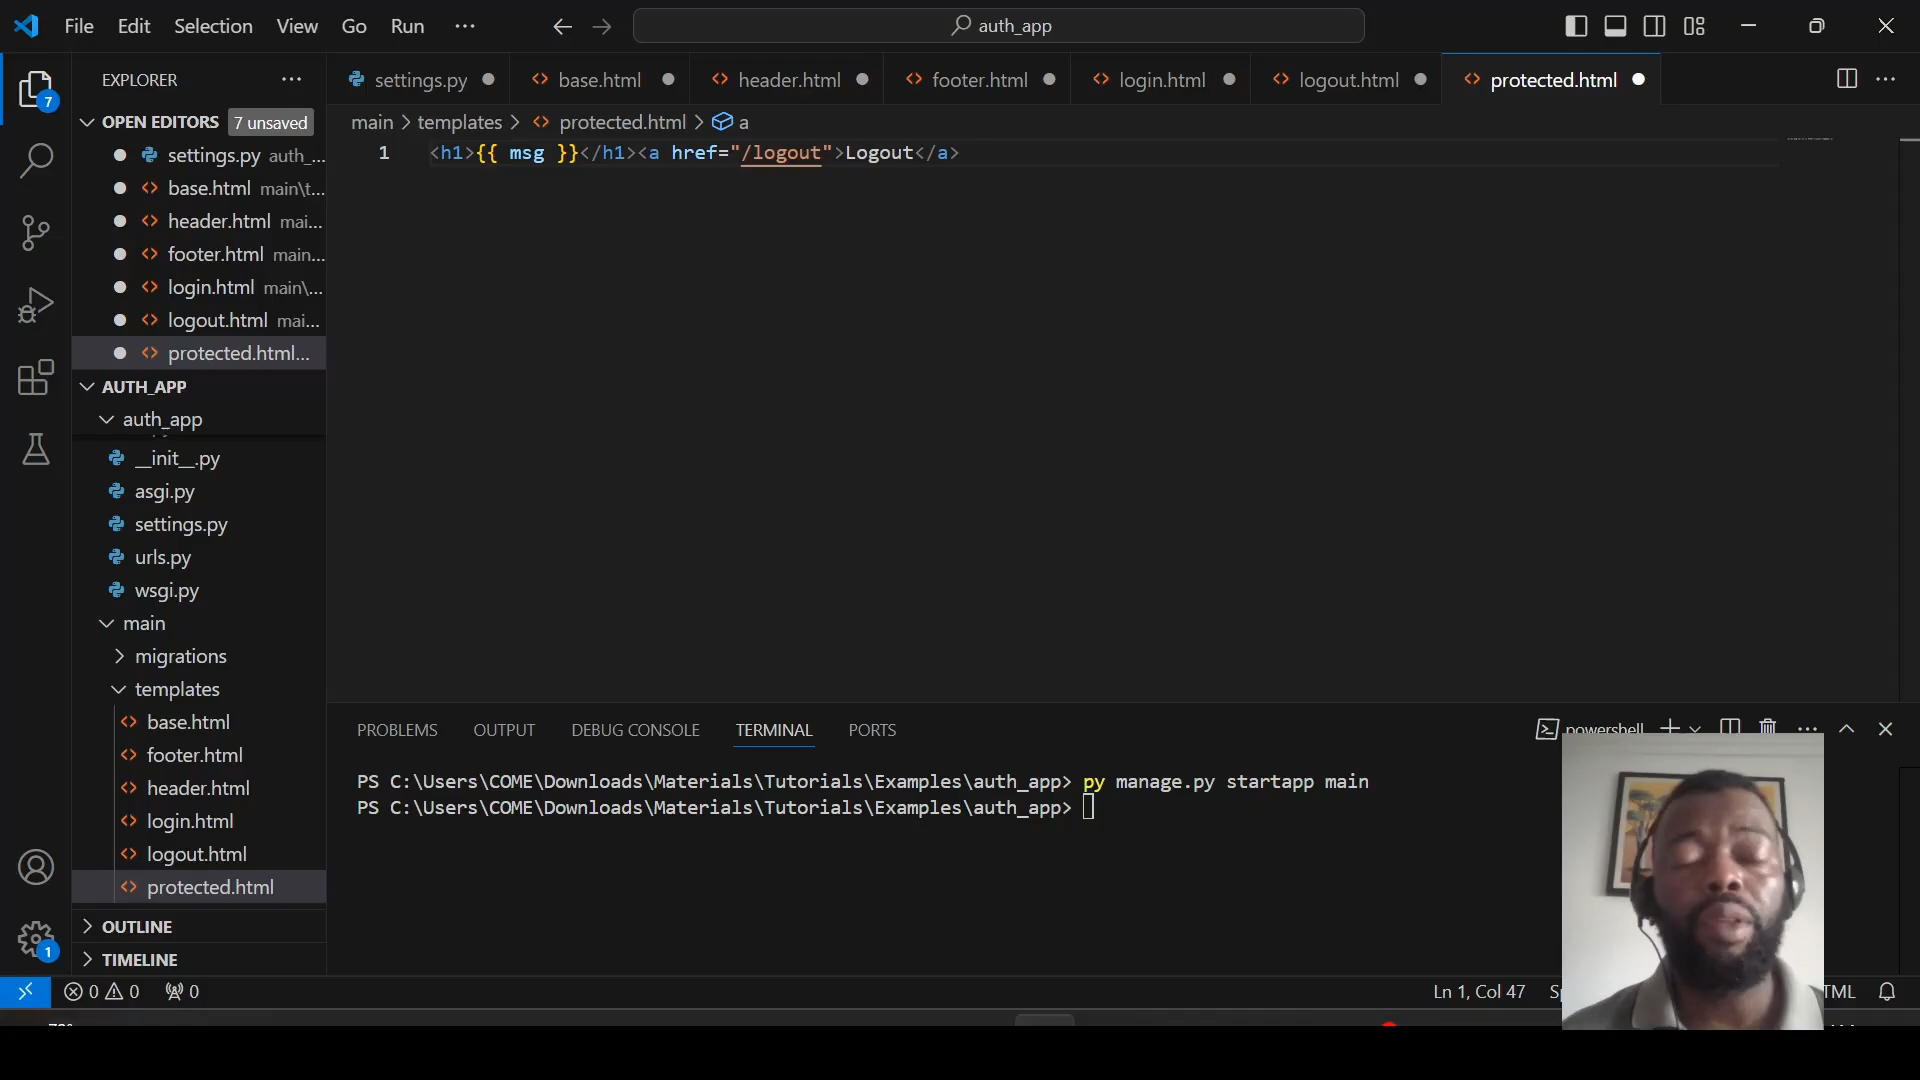 File Edit Selection View Go Run ··· auth_app
EXPLORER ···
7
OPEN EDITORS 7 unsaved
settings.py auth_...
base.html main\t...
header.html mai...
footer.html main...
login.html main\...
logout.html mai...
protected.html...
AUTH_APP
auth_app
__init__.py
asgi.py
settings.py
urls.py
wsgi.py
main
migrations
templates
base.html
footer.html
header.html
login.html
logout.html
protected.html
OUTLINE
TIMELINE
1
settings.py base.html header.html footer.html login.html logout.html protected.html ···
main > templates > protected.html > a
1 <h1>{{ msg }}</h1><a href="/logout">Logout</a>
PROBLEMS OUTPUT DEBUG CONSOLE TERMINAL PORTS powershell ···
PS C:\Users\COME\Downloads\Materials\Tutorials\Examples\auth_app> py manage.py startapp main
PS C:\Users\COME\Downloads\Materials\Tutorials\Examples\auth_app>
0 0 0 Ln 1, Col 47